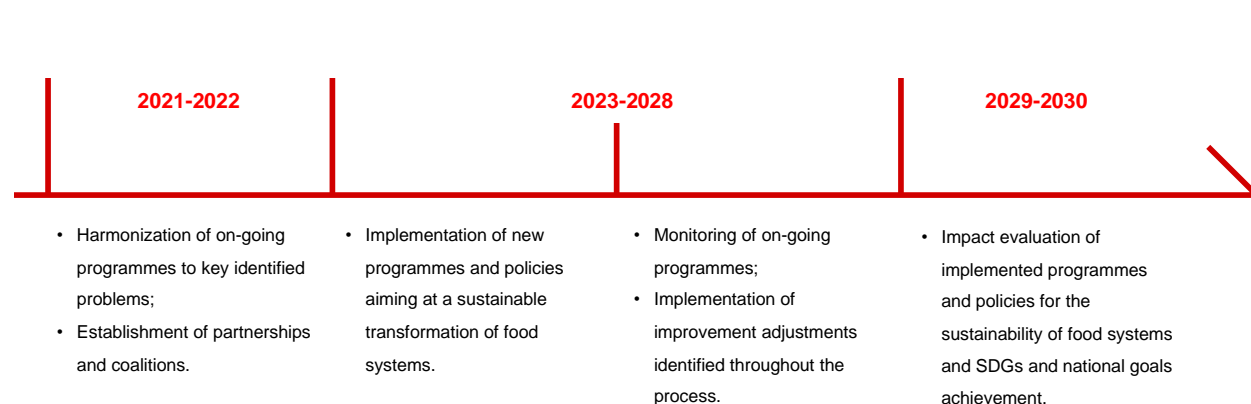 2021-2022
2023-2028
2029-2030
• Harmonization of on-going
programmes to key identified
problems;
• Establishment of partnerships
and coalitions.
• Implementation of new
programmes and policies
aiming at a sustainable
transformation of food
systems.
• Monitoring of on-going
programmes;
• Implementation of
improvement adjustments
identified throughout the
process.
• Impact evaluation of
implemented programmes
and policies for the
sustainability of food systems
and SDGs and national goals
achievement.